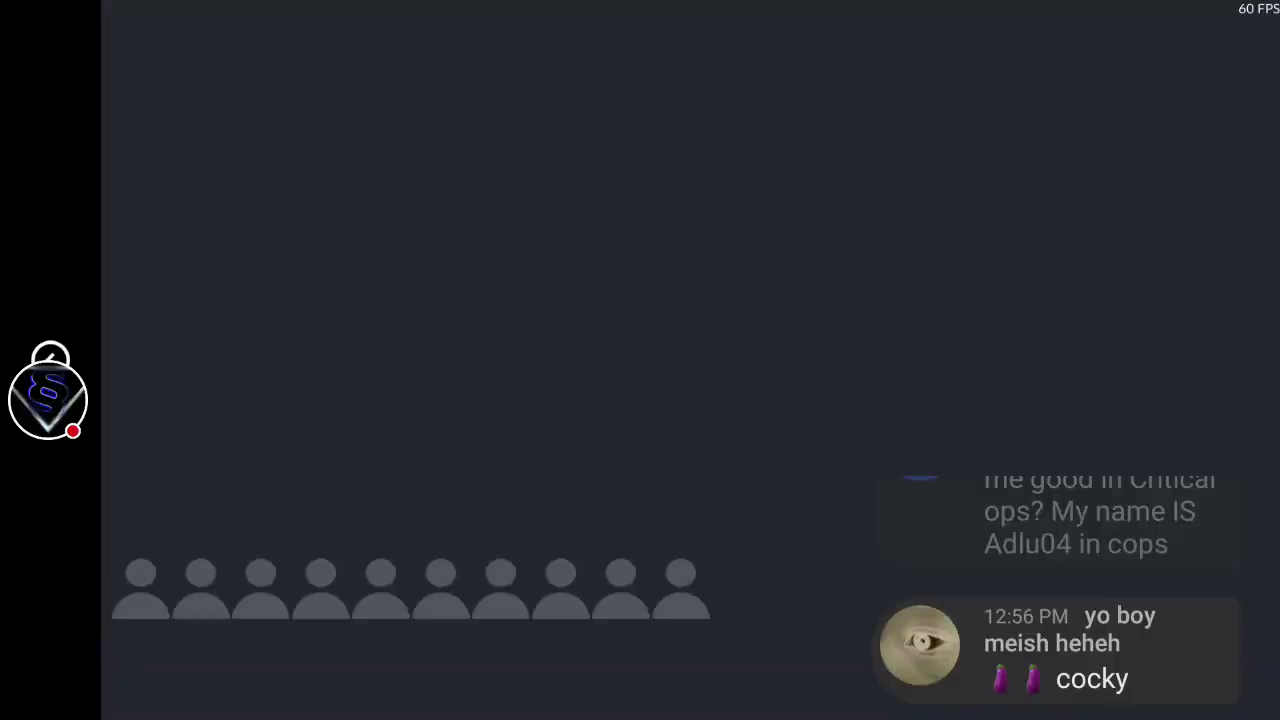 60 FPS
me good in Critical
ops? My name IS
Adlu04 in cops
12:56 PM yo boy
meish heheh
🍆 🍆 cocky